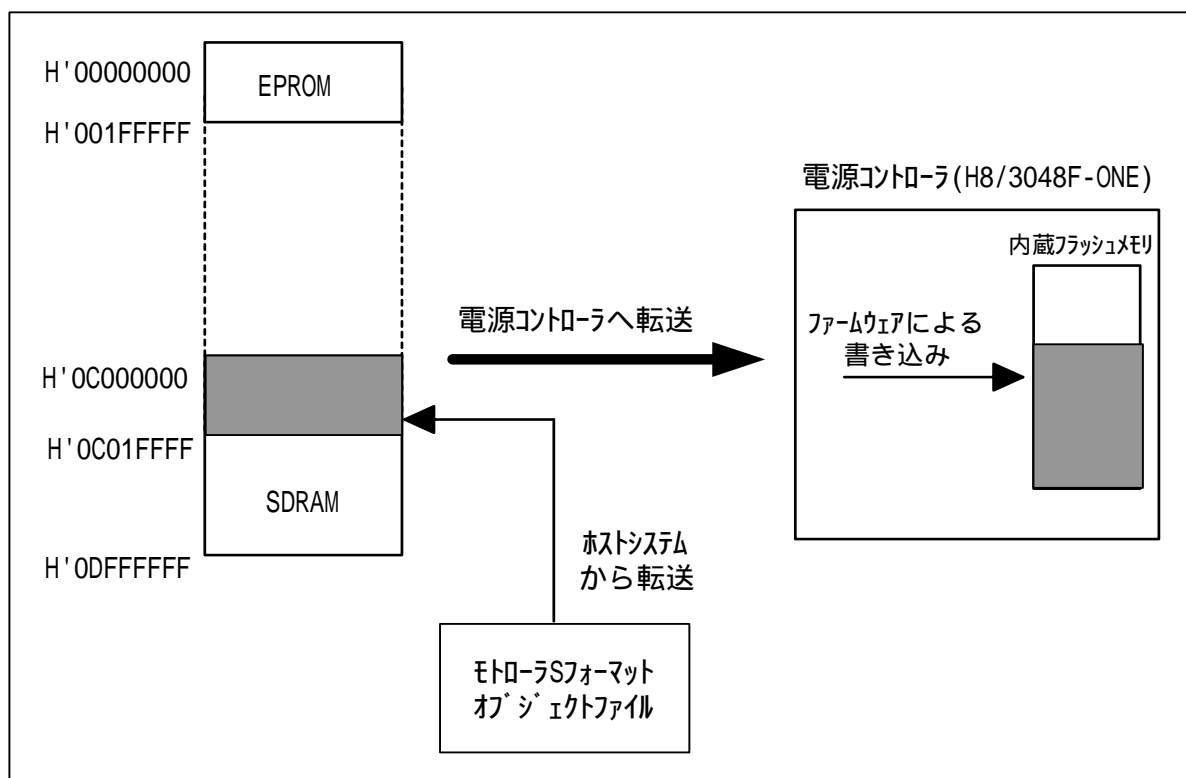 H'00000000
EPROM
H'001FFFFF
電源ｺﾝﾄﾛｰﾗ(H8/3048F-ONE)
内蔵ﾌﾗｯｼｭﾒﾓﾘ
電源ｺﾝﾄﾛｰﾗへ転送
ﾌｧｰﾑｳｪｱによる
書き込み
H'0C000000
H'0C01FFFF
SDRAM
H'0DFFFFFF
ﾎｽﾄｼｽﾃﾑ
から転送
ﾓﾄﾛｰﾗSﾌｫｰﾏｯﾄ
ｵﾌﾞｼﾞｪｸﾄﾌｧｲﾙ